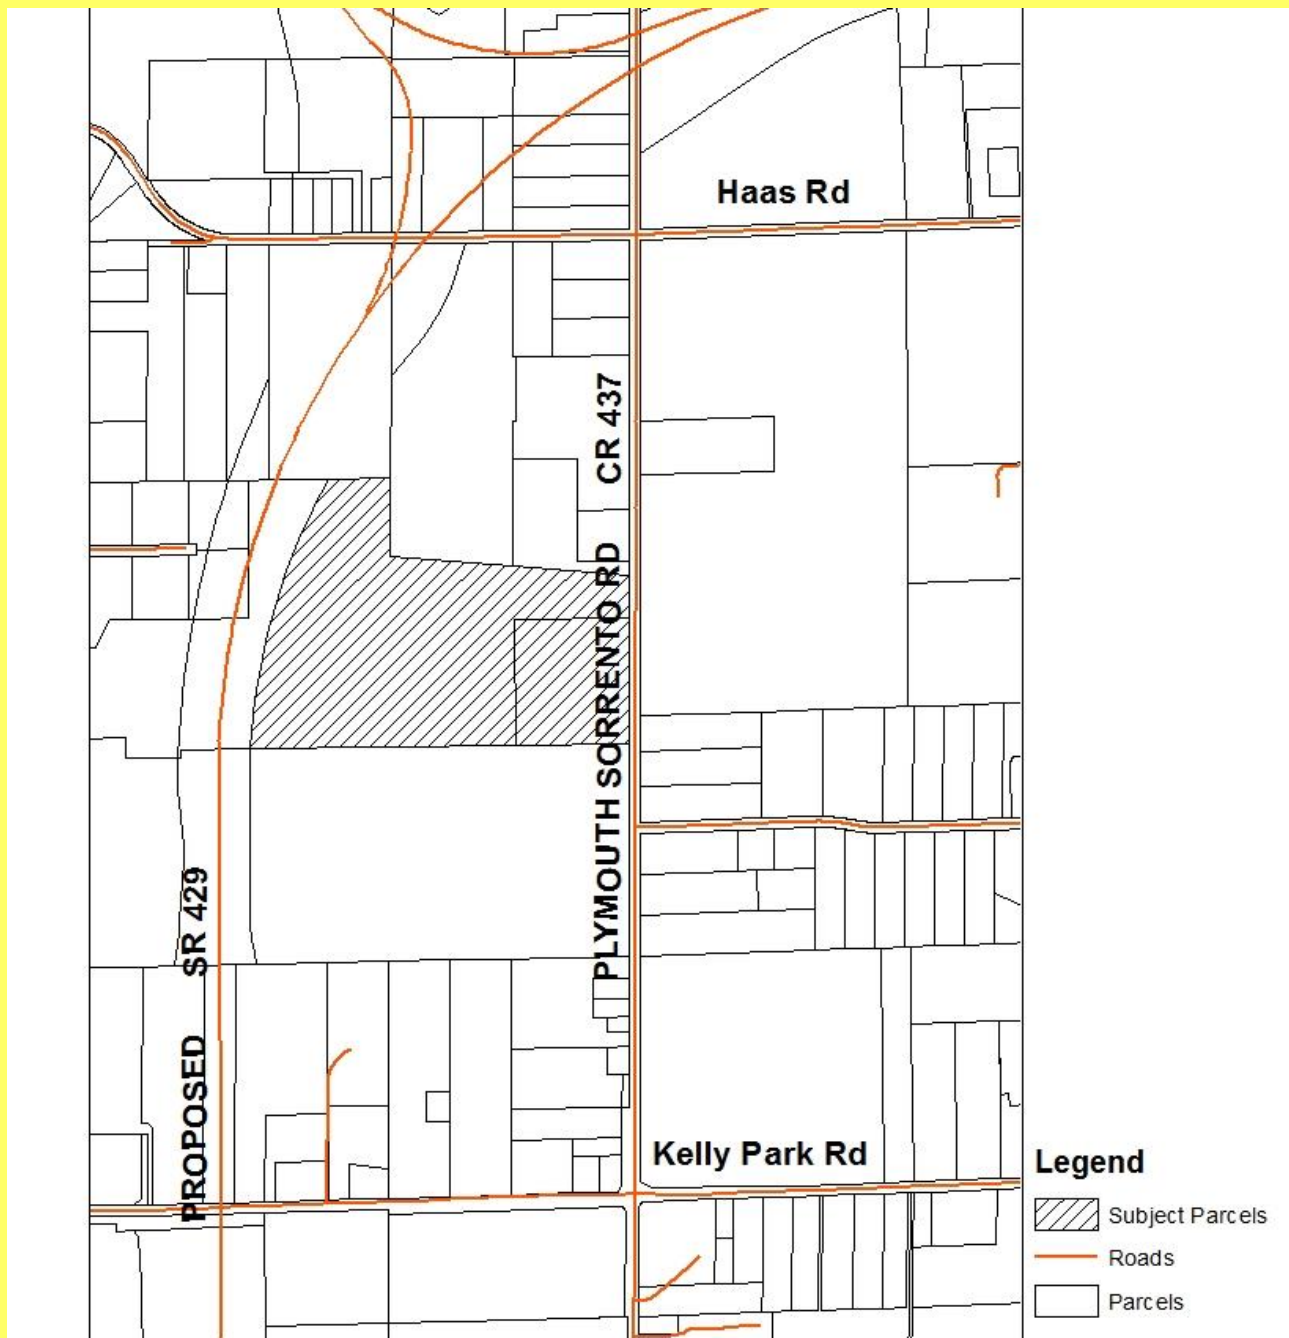 Haas Rd
PLYMOUTH SORRENTO RD CR 437
PROPOSED SR 429
Kelly Park Rd
Legend
Subject Parcels
Roads
Parcels